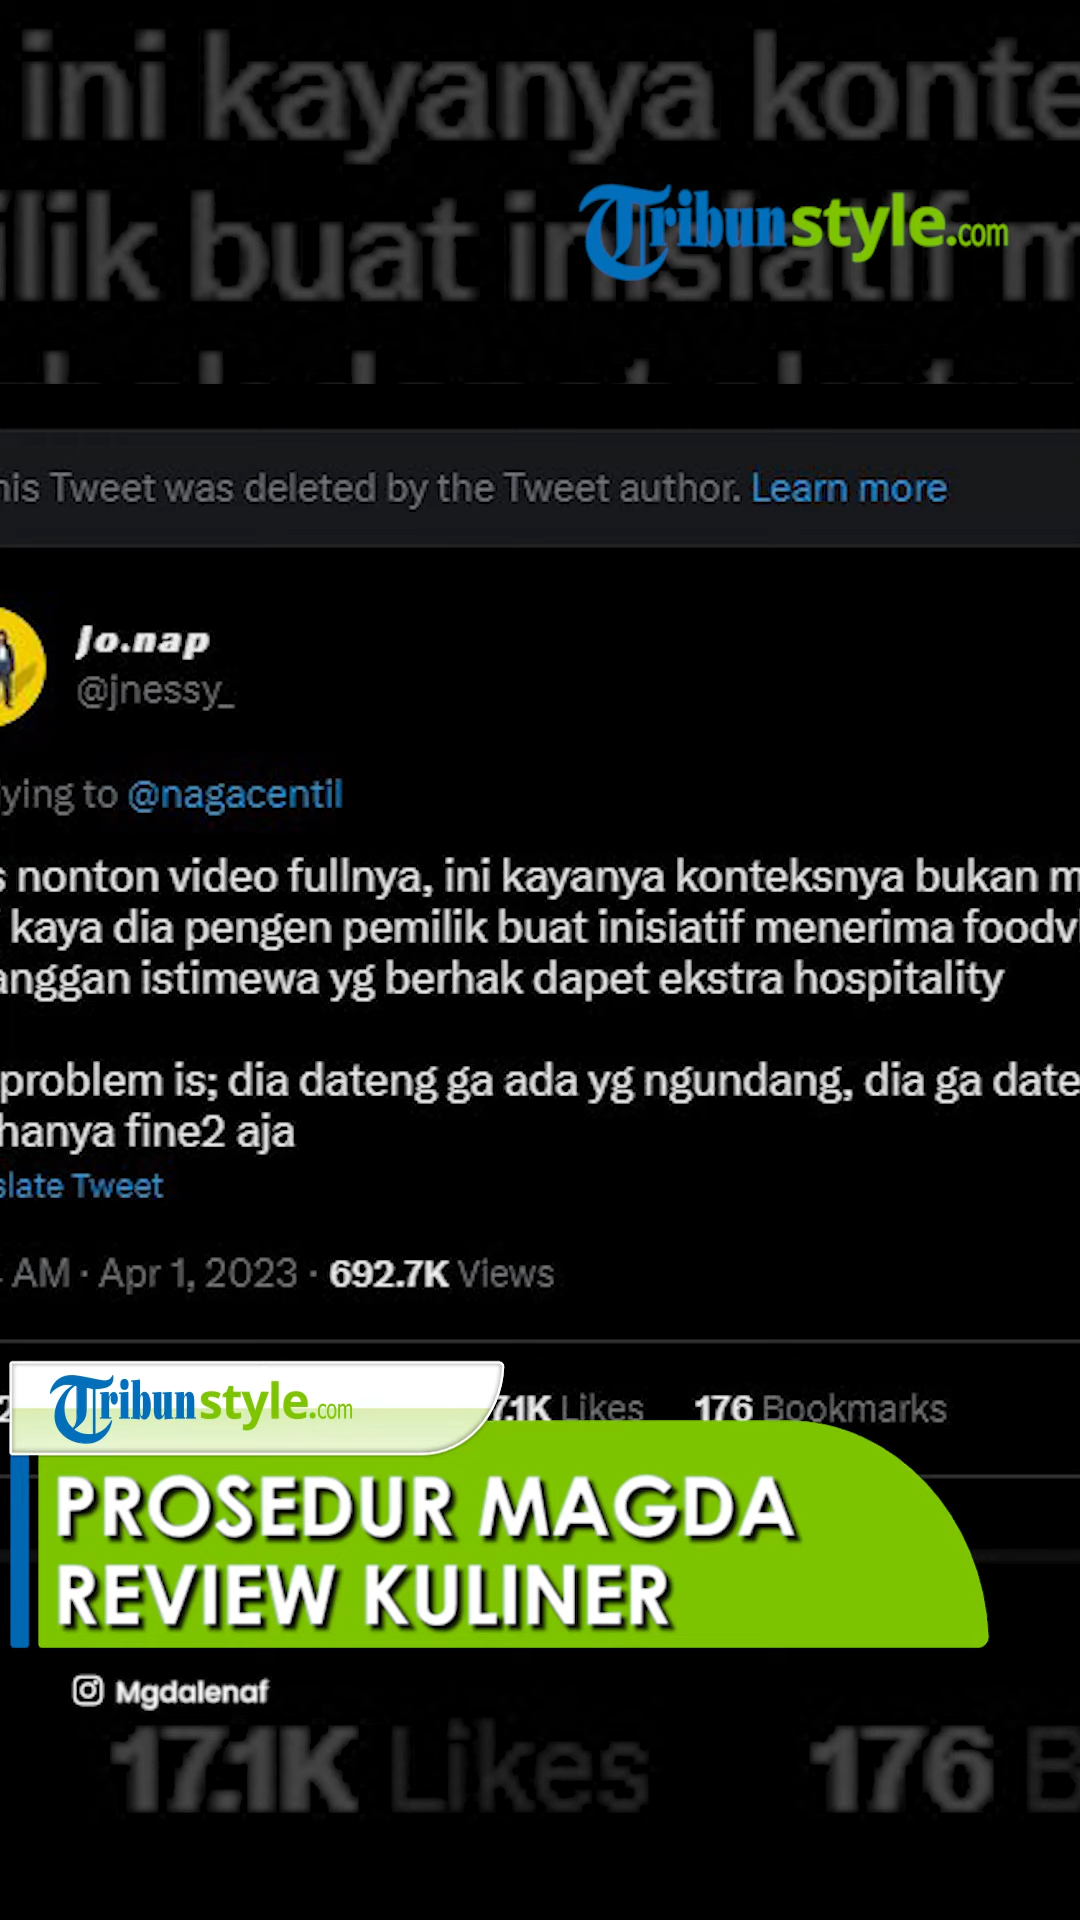 ini kayanya konte
ilik buat inisiatif m
Tribunstyle.com
his Tweet was deleted by the Tweet author. Learn more
Jo.nap
@jnessy_
lying to @nagacentil
s nonton video fullnya, ini kayanya konteksnya bukan m
kaya dia pengen pemilik buat inisiatif menerima foodv
anggan istimewa yg berhak dapet ekstra hospitality
problem is; dia dateng ga ada yg ngundang, dia ga date
hanya fine2 aja
slate Tweet
AM · Apr 1, 2023 · 692.7K Views
7.1K Likes 176 Bookmarks
Tribunstyle.com
PROSEDUR MAGDA
REVIEW KULINER
Mgdalenaf
17.1K Likes 176 B